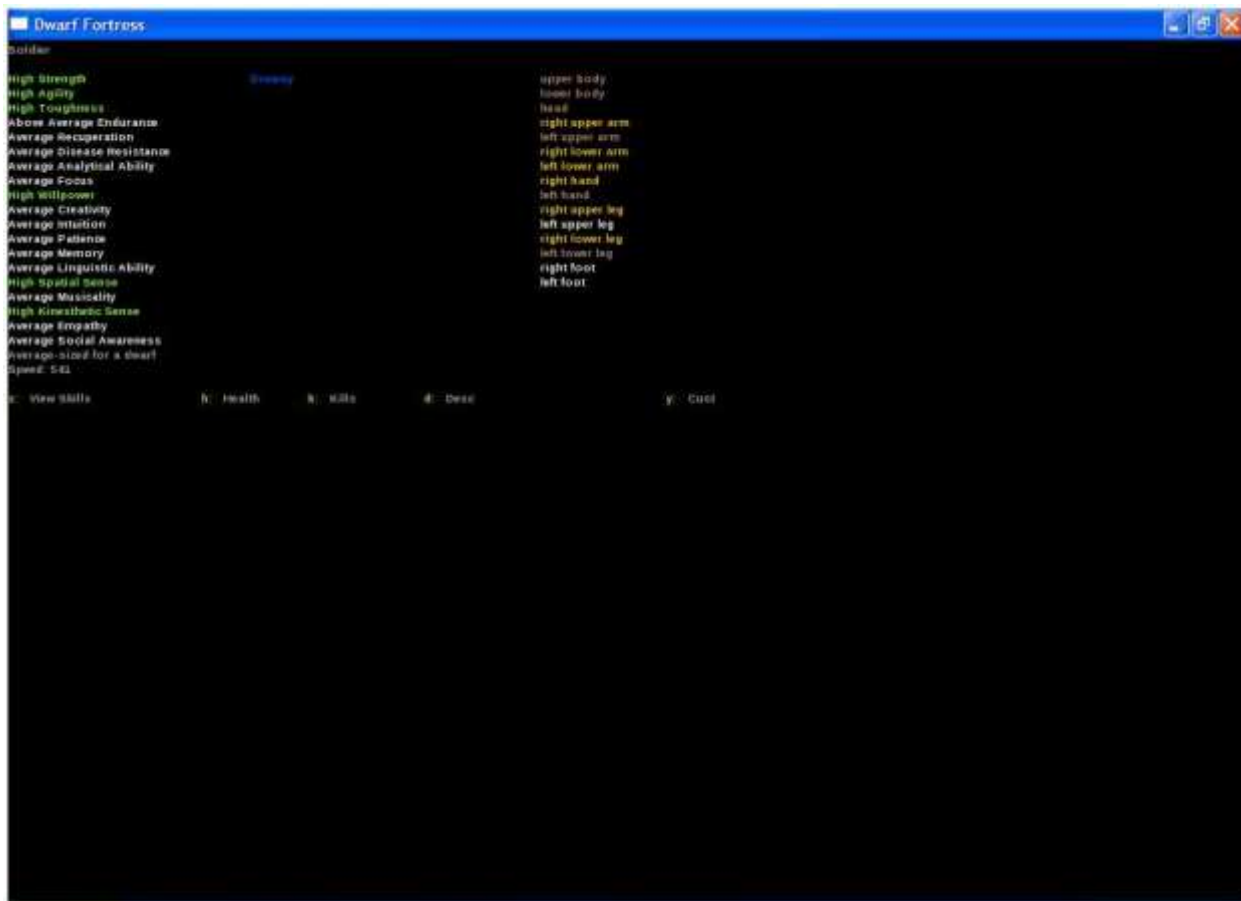 Dwarf Fortress
Soldier
High Strength Drowsy upper body
High Agility lower body
High Toughness head
Above Average Endurance right upper arm
Average Recuperation left upper arm
Average Disease Resistance right lower arm
Average Analytical Ability left lower arm
Average Focus right hand
High Willpower left hand
Average Creativity right upper leg
Average Intuition left upper leg
Average Patience right lower leg
Average Memory left lower leg
Average Linguistic Ability right foot
High Spatial Sense left foot
Average Musicality
High Kinesthetic Sense
Average Empathy
Average Social Awareness
Average-sized for a dwarf
Speed: 541
View Skills h: Health k: Kills d: Desc y: Cust